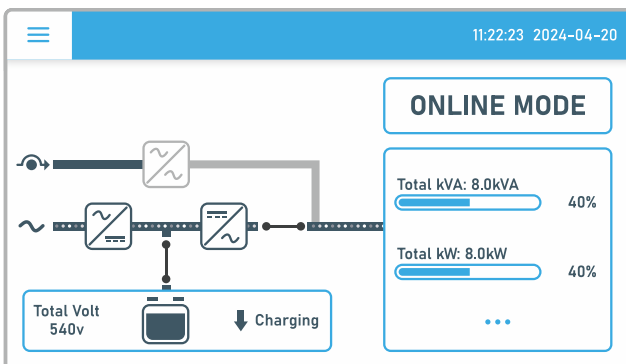 11:22:23 2024-04-20
ONLINE MODE
Total kVA: 8.0kVA
40%
Total kW: 8.0kW
40%
Total Volt
540v
Charging